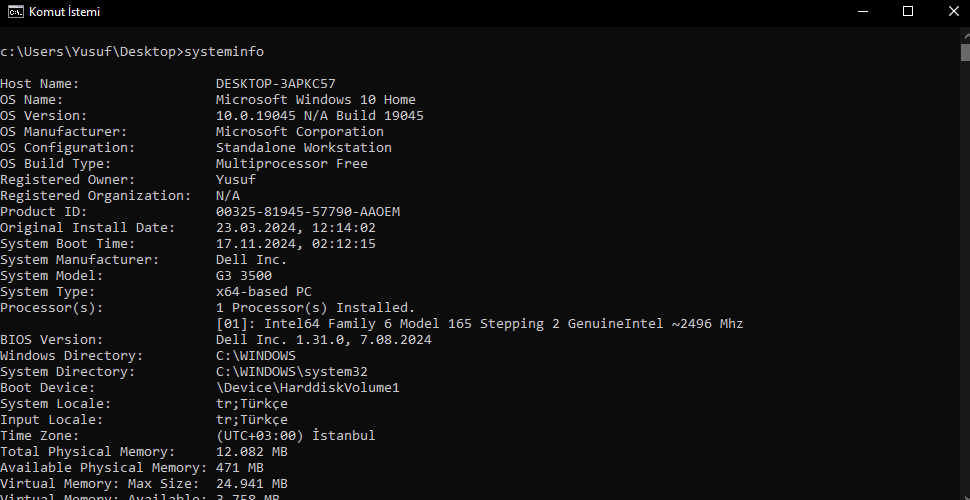 Komut İstemi
c:\Users\Yusuf\Desktop>systeminfo
Host Name: DESKTOP-3APKC57
OS Name: Microsoft Windows 10 Home
OS Version: 10.0.19045 N/A Build 19045
OS Manufacturer: Microsoft Corporation
OS Configuration: Standalone Workstation
OS Build Type: Multiprocessor Free
Registered Owner: Yusuf
Registered Organization: N/A
Product ID: 00325-81945-57790-AAOEM
Original Install Date: 23.03.2024, 12:14:02
System Boot Time: 17.11.2024, 02:12:15
System Manufacturer: Dell Inc.
System Model: G3 3500
System Type: x64-based PC
Processor(s): 1 Processor(s) Installed.
[01]: Intel64 Family 6 Model 165 Stepping 2 GenuineIntel ~2496 Mhz
BIOS Version: Dell Inc. 1.31.0, 7.08.2024
Windows Directory: C:\WINDOWS
System Directory: C:\WINDOWS\system32
Boot Device: \Device\HarddiskVolume1
System Locale: tr;Türkçe
Input Locale: tr;Türkçe
Time Zone: (UTC+03:00) İstanbul
Total Physical Memory: 12.082 MB
Available Physical Memory: 471 MB
Virtual Memory: Max Size: 24.941 MB
Virtual Memory: Available: 3.758 MB